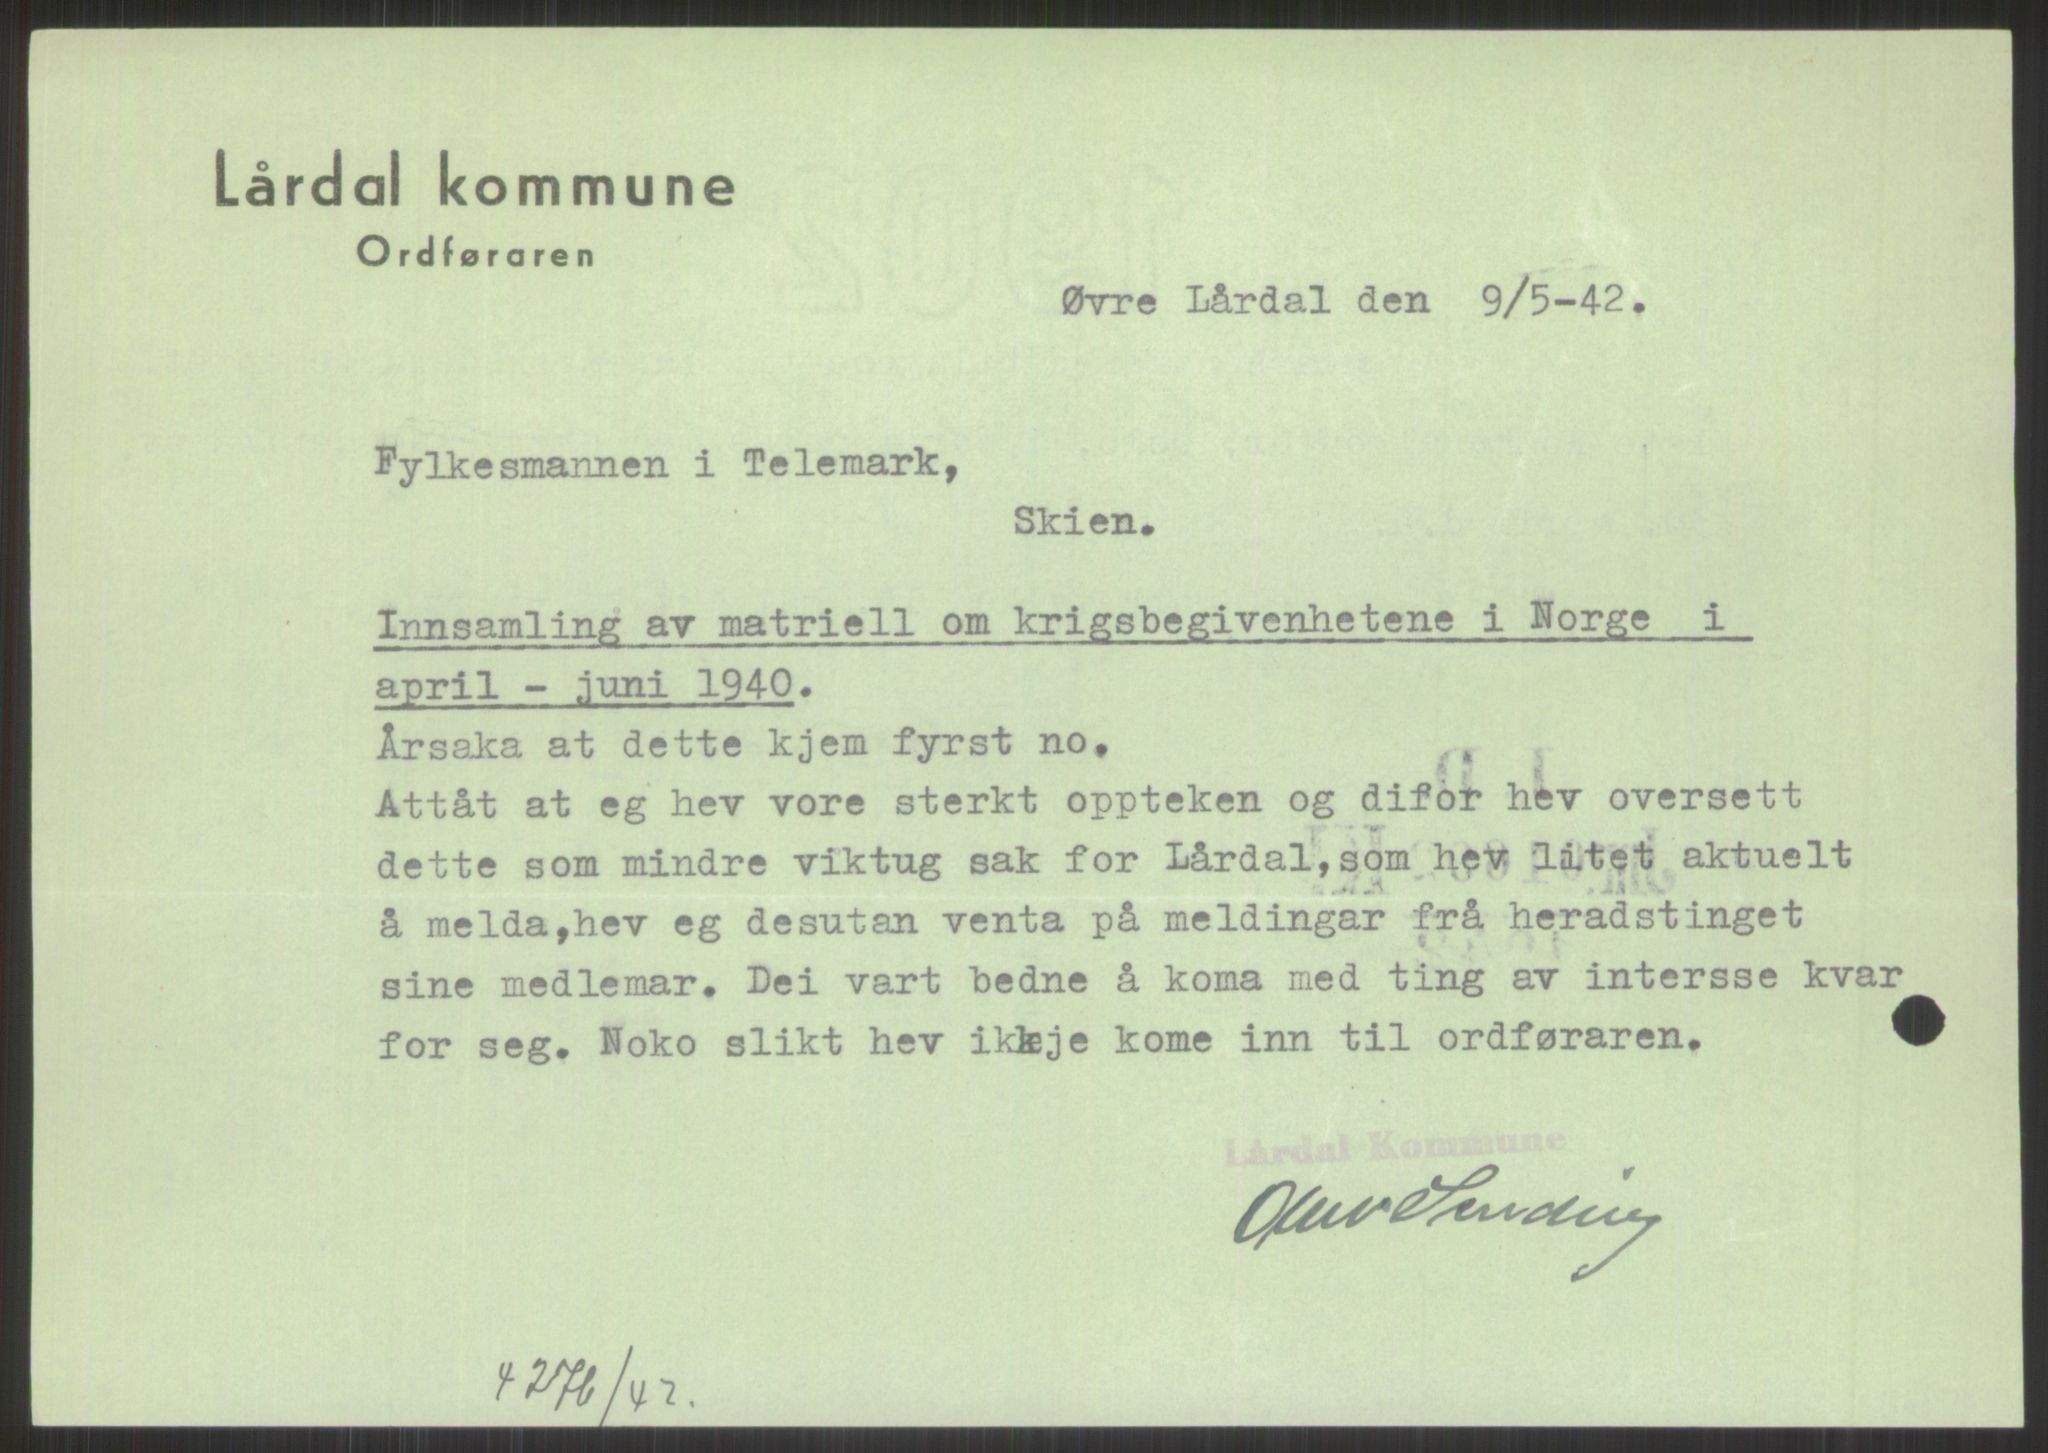 Lårdal kommune
Ordføraren
Øvre Lårdal den 9/5-42.
Fylkesmannen i Telemark,
Skien.
Innsamling av matriell om krigsbegivenhetene i Norge i
april - juni 1940.
Årsaka at dette kjem fyrst no.
Attåt at eg hev vore sterkt oppteken og difor hev oversett
dette som mindre viktug sak for Lårdal,som hev litet aktuelt
å melda,hev eg desutan venta på meldingar frå heradstinget
sine medlemar. Dei vart bedne å koma med ting av intersse kvar
for seg. Noko slikt hev ikkje kome inn til ordføraren.
Lårdal Kommune
Olav Sending
4276/42.